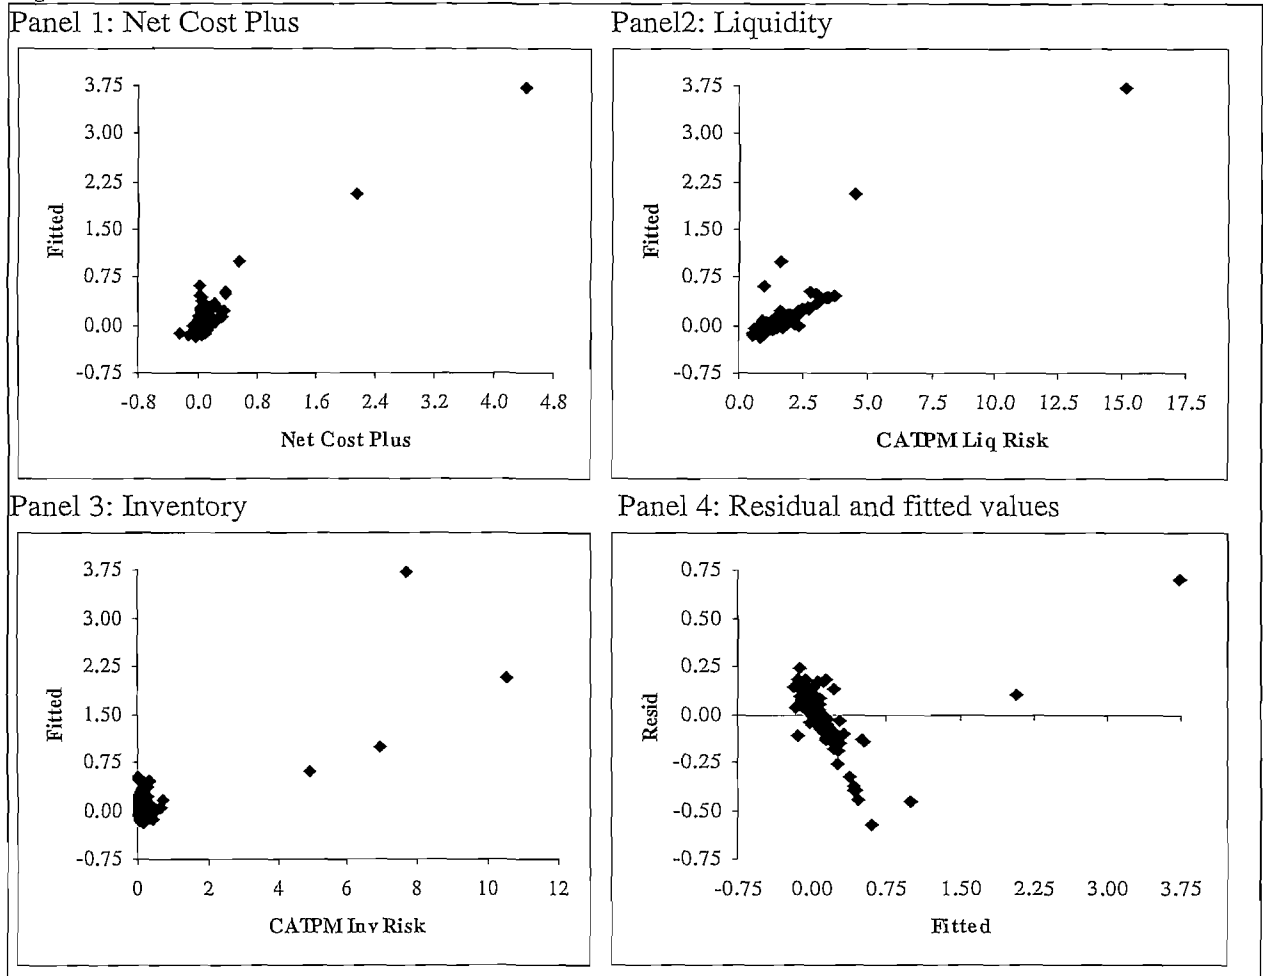 Panel 1: Net Cost Plus
3.75
3.00
2.25
1.50
0.75
0.00
-0.75
Fitted
-0.8 0.0 0.8 1.6 2.4 3.2 4.0 4.8
Net Cost Plus
Panel2: Liquidity
3.75
3.00
2.25
1.50
0.75
0.00
-0.75
Fitted
0.0 2.5 5.0 7.5 10.0 12.5 15.0 17.5
CATPM Liq Risk
Panel 3: Inventory
3.75
3.00
2.25
1.50
0.75
0.00
-0.75
Fitted
0 2 4 6 8 10 12
CATPM Inv Risk
Panel 4: Residual and fitted values
0.75
0.50
0.25
0.00
-0.25
-0.50
-0.75
Resid
-0.75 0.00 0.75 1.50 2.25 3.00 3.75
Fitted